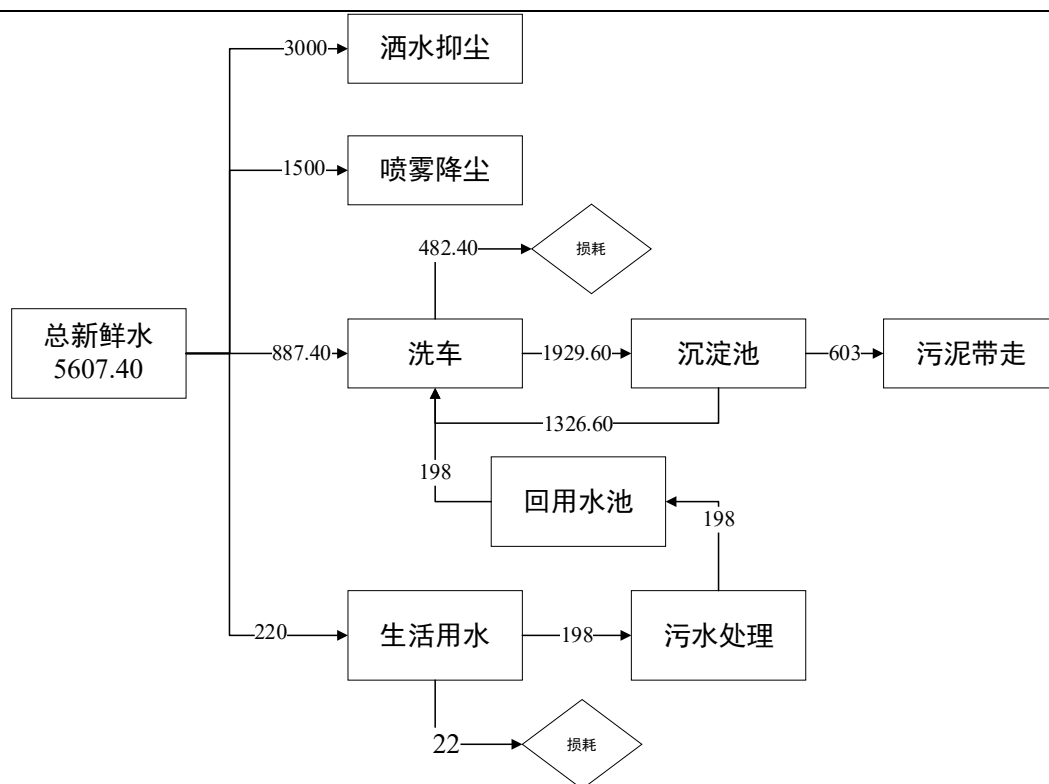 3000
洒水抑尘
1500
喷雾降尘
482.40
损耗
总新鲜水
5607.40
887.40
洗车
1929.60
沉淀池
603
污泥带走
1326.60
198
回用水池
198
220
生活用水
198
污水处理
22
损耗